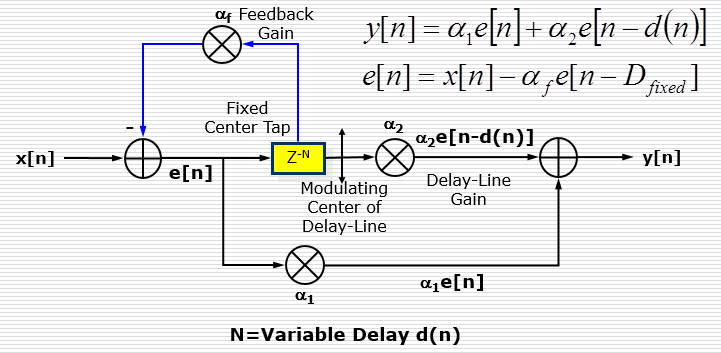 αf Feedback
Gain
y[n] = α₁e[n] + α₂e[n – d(n)]
e[n] = x[n] – αf e[n – Dfixed]
Fixed
Center Tap
-
α₂
α₂e[n-d(n)]
x[n]
e[n]
Z-N
y[n]
Modulating
Center of
Delay-Line
Delay-Line
Gain
α₁
α₁e[n]
N=Variable Delay d(n)